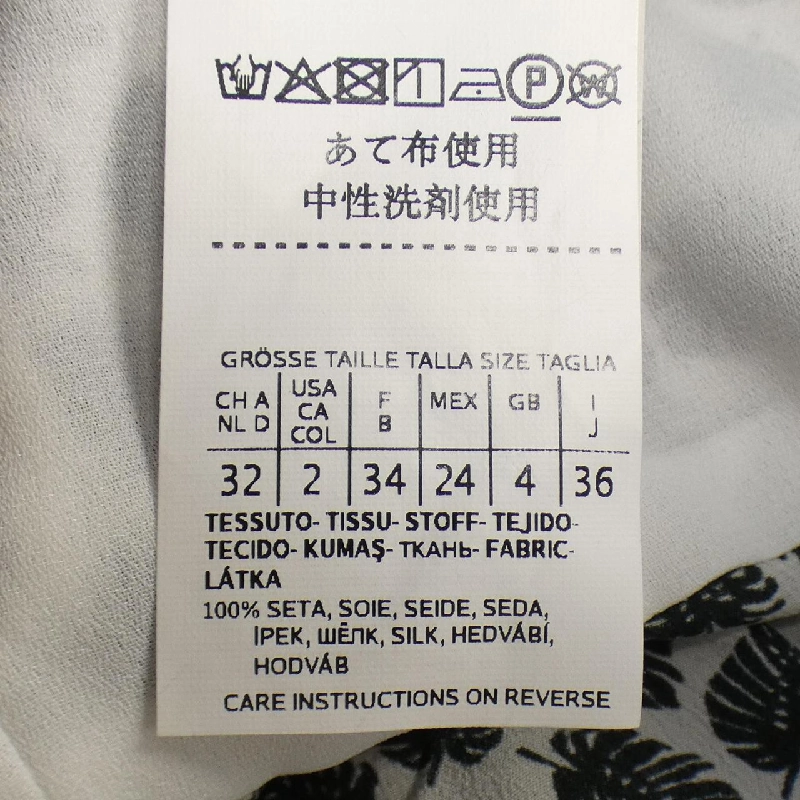 P
W
あて布使用
中性洗剤使用
GRÖSSE TAILLE TALLA SIZE TAGLIA
CH A USA F MEX GB I
NL D CA B J
COL
32 2 34 24 4 36
TESSUTO- TISSU- STOFF- TEJIDO-
TECIDO- KUMAŞ- ТКАНЬ- FABRIC-
LÁTKA
100% SETA, SOIE, SEIDE, SEDA,
İPEK, ШЁЛК, SILK, HEDVÁBÍ,
HODVÁB
CARE INSTRUCTIONS ON REVERSE